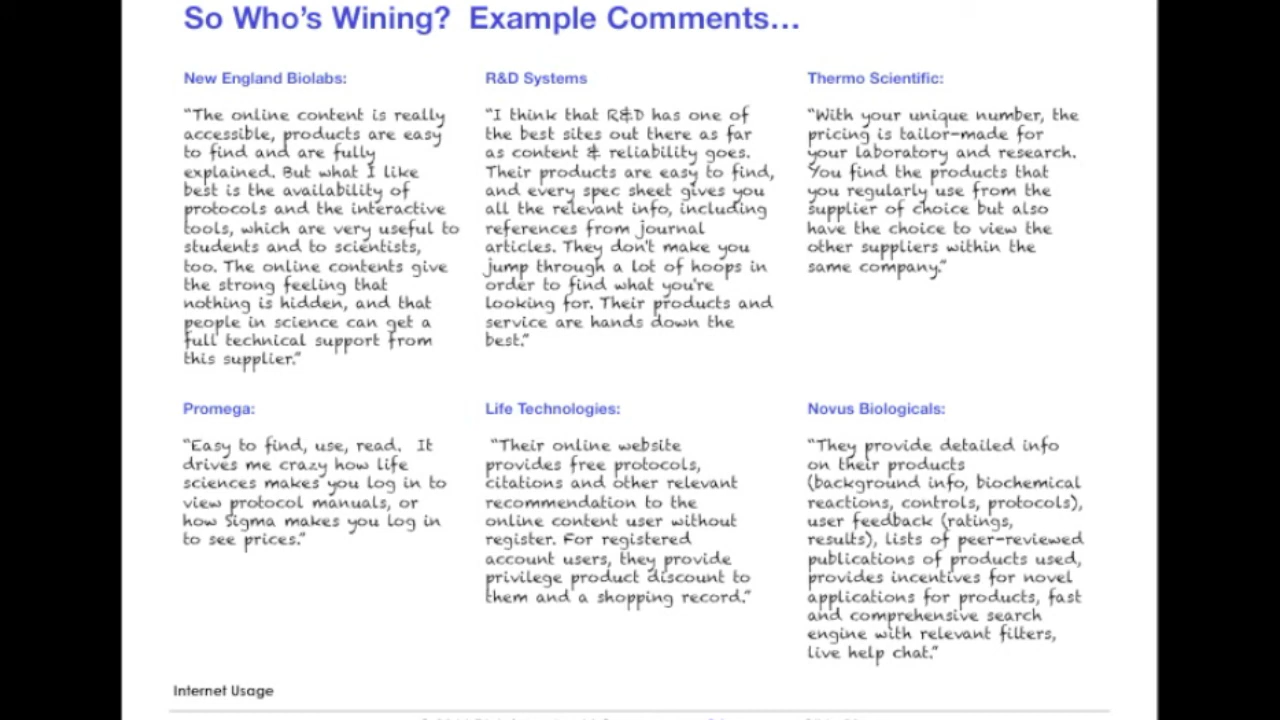 So Who's Wining? Example Comments...
New England Biolabs:
"The online content is really
accessible, products are easy
to find and are fully
explained. But what I like
best is the availability of
protocols and the interactive
tools, which are very useful to
students and to scientists,
too. The online contents give
the strong feeling that
nothing is hidden, and that
people in science can get a
full technical support from
this supplier."
R&D Systems
"I think that R&D has one of
the best sites out there as far
as content & reliability goes.
Their products are easy to find,
and every spec sheet gives you
all the relevant info, including
references from journal
articles. They don't make you
jump through a lot of hoops in
order to find what you're
looking for. Their products and
service are hands down the
best."
Thermo Scientific:
"With your unique number, the
pricing is tailor-made for
your laboratory and research.
You find the products that
you regularly use from the
supplier of choice but also
have the choice to view the
other suppliers within the
same company."
Promega:
"Easy to find, use, read. It
drives me crazy how life
sciences makes you log in to
view protocol manuals, or
how Sigma makes you log in
to see prices."
Life Technologies:
"Their online website
provides free protocols,
citations and other relevant
recommendation to the
online content user without
register. For registered
account users, they provide
privilege product discount to
them and a shopping record."
Novus Biologicals:
"They provide detailed info
on their products
(background info, biochemical
reactions, controls, protocols),
user feedback (ratings,
results), lists of peer-reviewed
publications of products used,
provides incentives for novel
applications for products, fast
and comprehensive search
engine with relevant filters,
live help chat."
Internet Usage